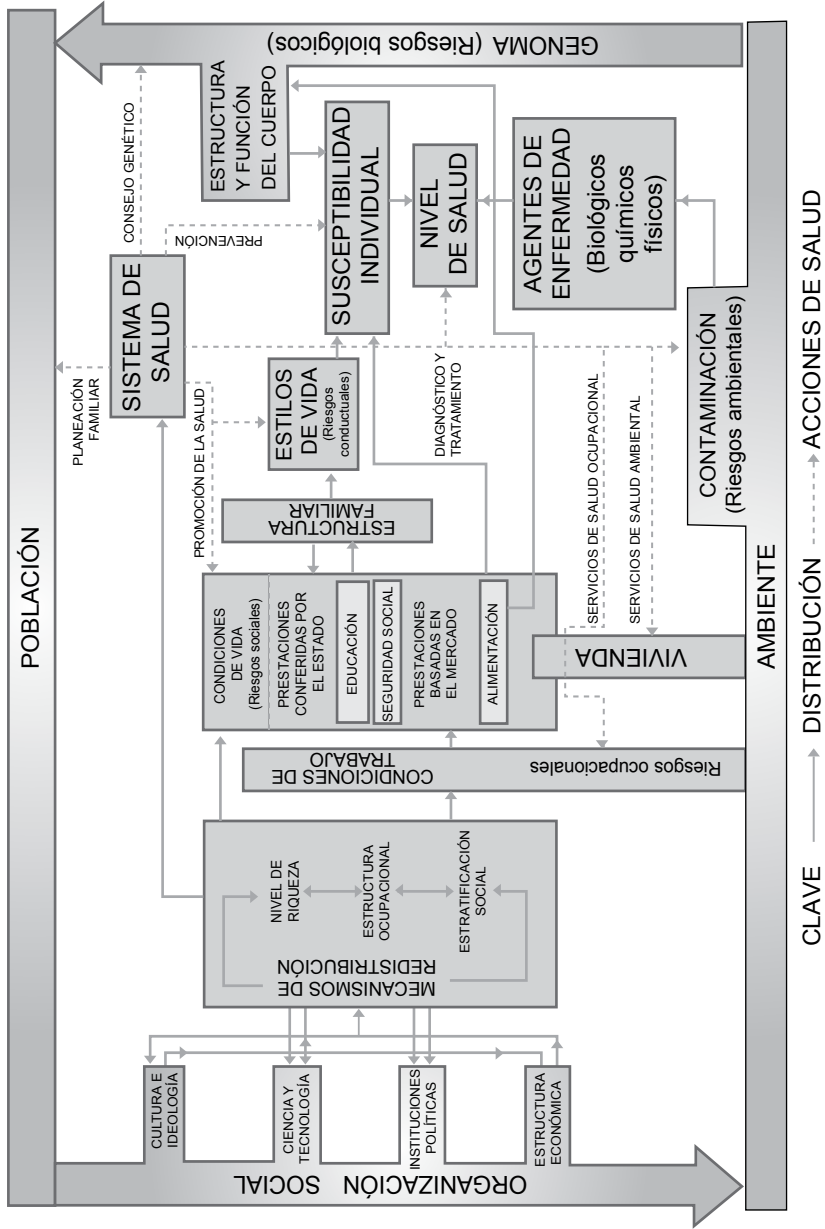 POBLACIÓN
ORGANIZACIÓN SOCIAL
CULTURA E
IDEOLOGÍA
CIENCIA Y
TECNOLOGÍA
INSTITUCIONES
POLÍTICAS
ESTRUCTURA
ECONÓMICA
MECANISMOS DE
REDISTRIBUCIÓN
NIVEL DE
RIQUEZA
ESTRUCTURA
OCUPACIONAL
ESTRATIFICACIÓN
SOCIAL
CONDICIONES DE
TRABAJO
Riesgos ocupacionales
CONDICIONES
DE VIDA
(Riesgos sociales)
PRESTACIONES
CONFERIDAS POR
EL ESTADO
EDUCACIÓN
SEGURIDAD SOCIAL
PRESTACIONES
BASADAS EN
EL MERCADO
ALIMENTACIÓN
VIVIENDA
ESTRUCTURA
FAMILIAR
PROMOCIÓN DE LA SALUD
PLANEACIÓN
FAMILIAR
SISTEMA DE
SALUD
ESTILOS
DE VIDA
(Riesgos
conductuales)
CONSEJO GENÉTICO
PREVENCIÓN
DIAGNÓSTICO Y
TRATAMIENTO
SERVICIOS DE SALUD OCUPACIONAL
SERVICIOS DE SALUD AMBIENTAL
ESTRUCTURA
Y FUNCIÓN
DEL CUERPO
SUSCEPTIBILIDAD
INDIVIDUAL
NIVEL
DE SALUD
AGENTES DE
ENFERMEDAD
(Biológicos
químicos
físicos)
CONTAMINACIÓN
(Riesgos ambientales)
GENOMA (Riesgos biológicos)
AMBIENTE
CLAVE DISTRIBUCIÓN ACCIONES DE SALUD